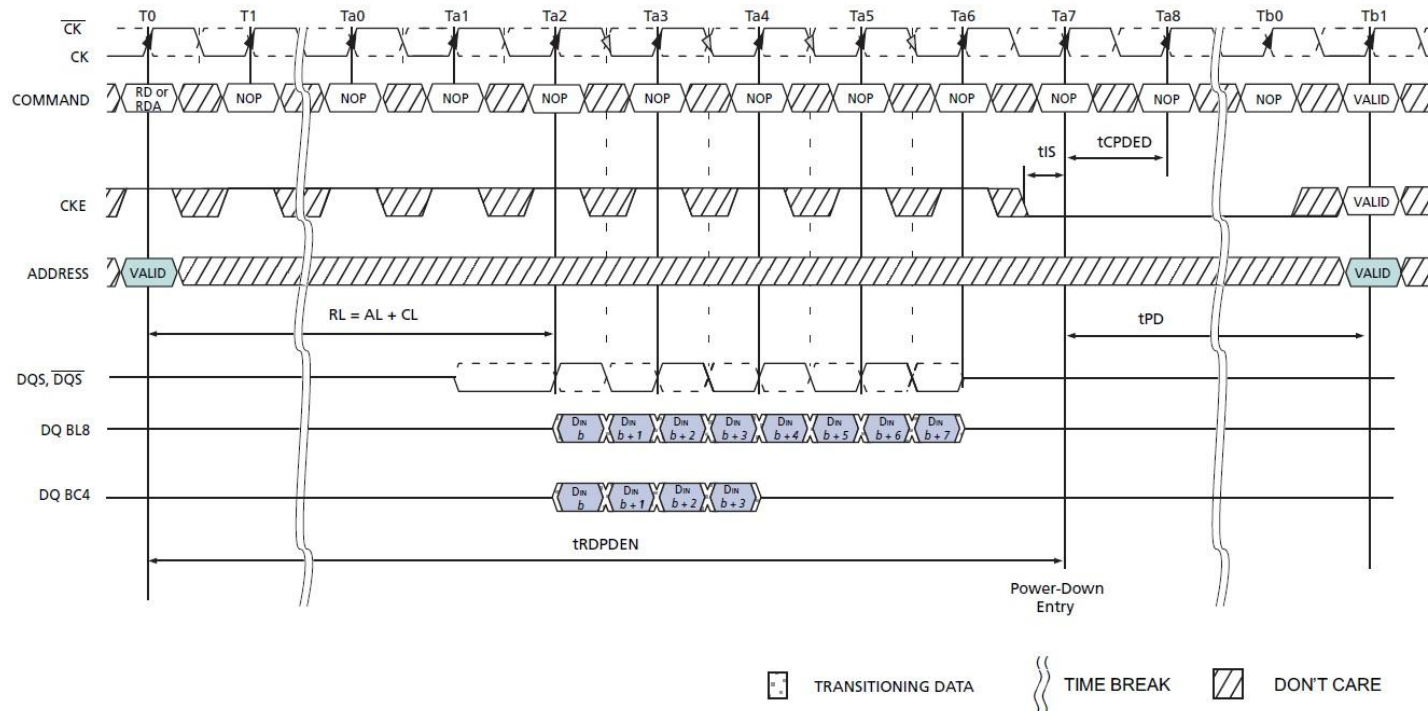 T0 T1 Ta0 Ta1 Ta2 Ta3 Ta4 Ta5 Ta6 Ta7 Ta8 Tb0 Tb1
CK
CK
COMMAND RD or RDA NOP NOP NOP NOP NOP NOP NOP NOP NOP NOP NOP VALID
tIS tCPDED
CKE VALID
ADDRESS VALID VALID
RL = AL + CL tPD
DQS, DQS
DQ BL8 DIN b DIN b + 1 DIN b + 2 DIN b + 3 DIN b + 4 DIN b + 5 DIN b + 6 DIN b + 7
DQ BC4 DIN b DIN b + 1 DIN b + 2 DIN b + 3
tRDPDEN
Power-Down
Entry
TRANSITIONING DATA TIME BREAK DON'T CARE